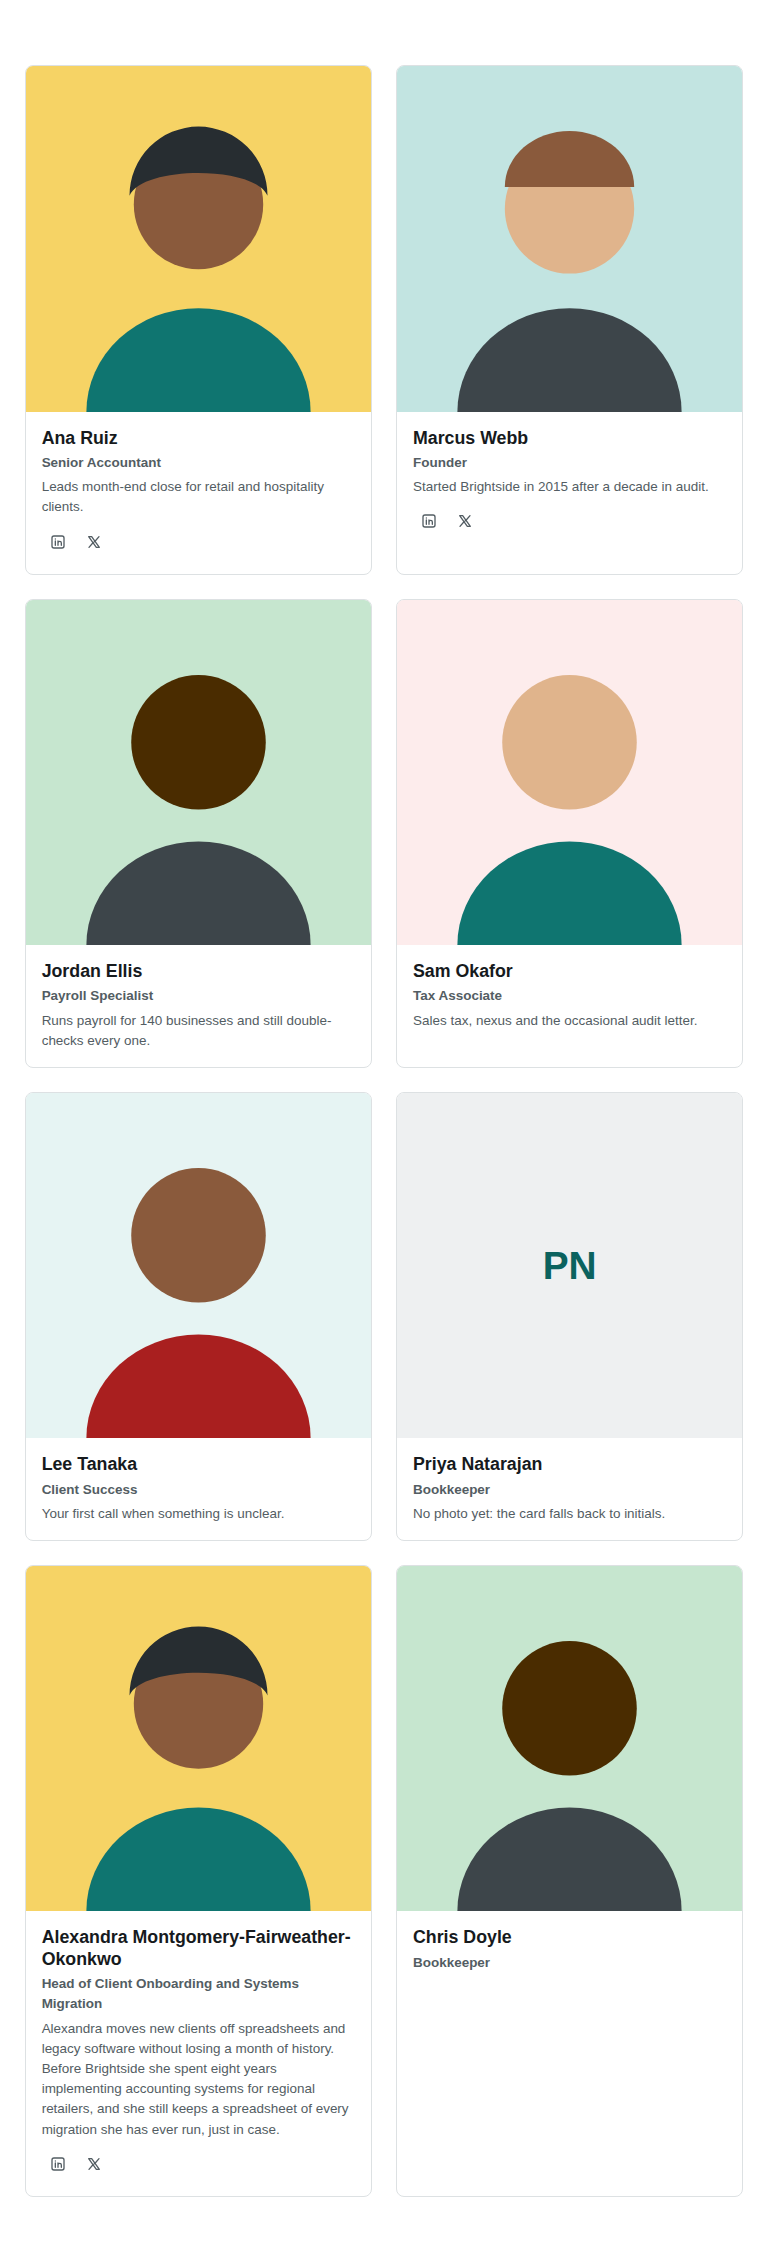 Ana Ruiz
Senior Accountant
Leads month-end close for retail and hospitality
clients.
Marcus Webb
Founder
Started Brightside in 2015 after a decade in audit.
Jordan Ellis
Payroll Specialist
Runs payroll for 140 businesses and still double-
checks every one.
Sam Okafor
Tax Associate
Sales tax, nexus and the occasional audit letter.
Lee Tanaka
Client Success
Your first call when something is unclear.
PN
Priya Natarajan
Bookkeeper
No photo yet: the card falls back to initials.
Alexandra Montgomery-Fairweather-
Okonkwo
Head of Client Onboarding and Systems
Migration
Alexandra moves new clients off spreadsheets and
legacy software without losing a month of history.
Before Brightside she spent eight years
implementing accounting systems for regional
retailers, and she still keeps a spreadsheet of every
migration she has ever run, just in case.
Chris Doyle
Bookkeeper